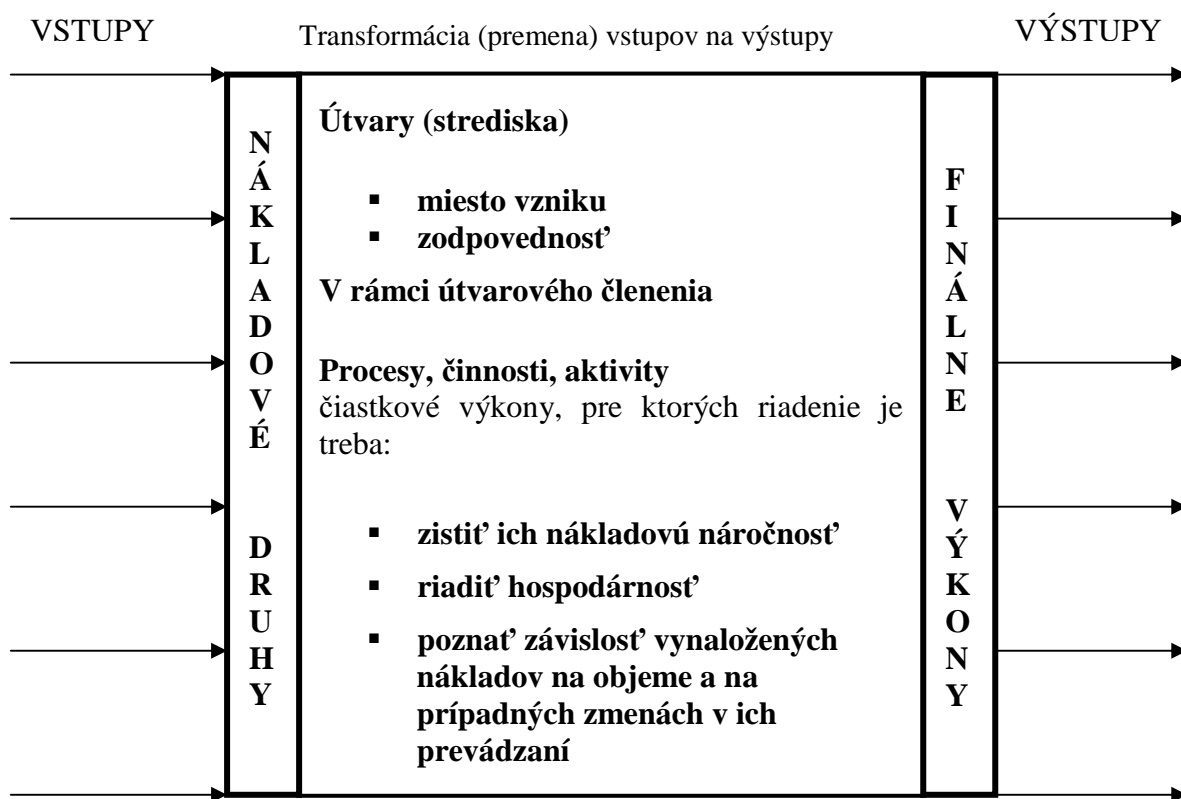 VSTUPY
Transformácia (premena) vstupov na výstupy
VÝSTUPY
NÁKLADOVÉ DRUHY
Útvary (strediska)
▪ miesto vzniku
▪ zodpovednosť
V rámci útvarového členenia
Procesy, činnosti, aktivity
čiastkové výkony, pre ktorých riadenie je
treba:
▪ zistiť ich nákladovú náročnosť
▪ riadiť hospodárnosť
▪ poznať závislosť vynaložených
nákladov na objeme a na
prípadných zmenách v ich
prevádzaní
FINÁLNE VÝKONY